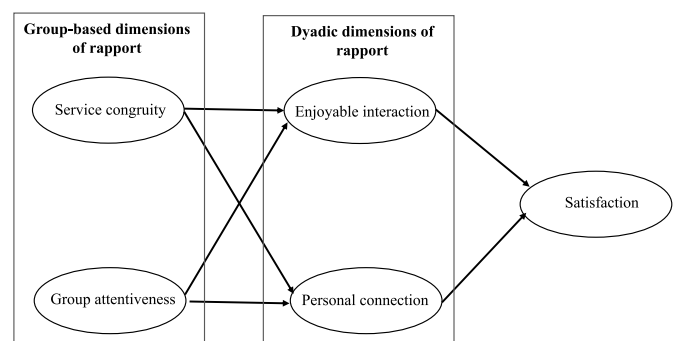 Group-based dimensions
of rapport
Dyadic dimensions of
rapport
Service congruity
Enjoyable interaction
Satisfaction
Group attentiveness
Personal connection